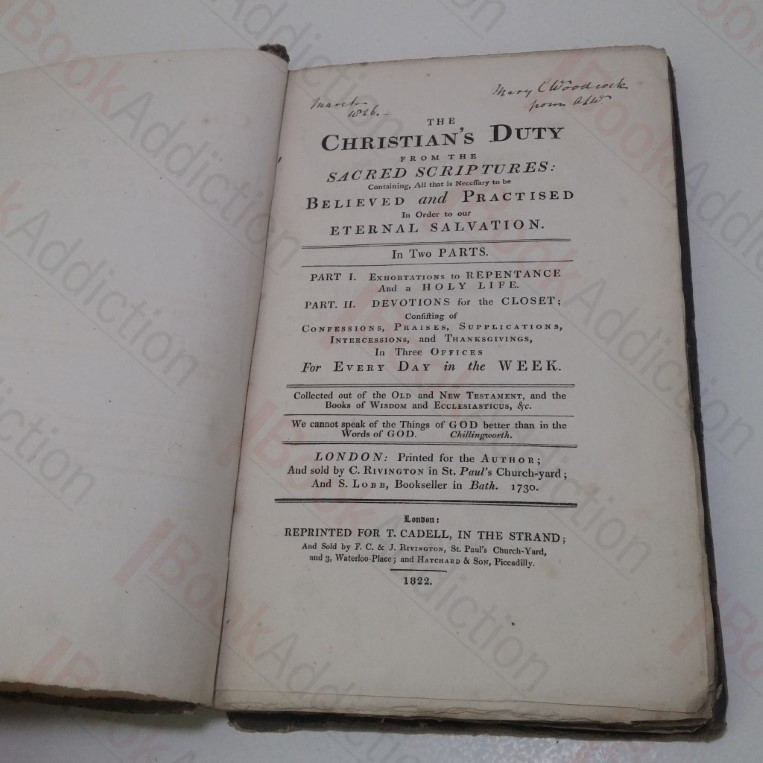 March
1826.
Mary C Woodcock
from
THE
CHRISTIAN'S DUTY
FROM THE
SACRED SCRIPTURES:
Containing, All that is Neceſſary to be
BELIEVED and PRACTISED
In Order to our
ETERNAL SALVATION.
In Two PARTS.
PART I. EXHORTATIONS to REPENTANCE
And a HOLY LIFE.
PART. II. DEVOTIONS for the CLOSET;
Conſiſting of
CONFESSIONS, PRAISES, SUPPLICATIONS,
INTERCESSIONS, and THANKSGIVINGS,
In Three OFFICES
For EVERY DAY in the WEEK.
Collected out of the OLD and NEW TESTAMENT, and the
Books of WISDOM and ECCLESIASTICUS, &c.
We cannot speak of the Things of GOD better than in the
Words of GOD. Chillingworth.
LONDON: Printed for the AUTHOR;
And sold by C. RIVINGTON in St. Paul's Church-yard;
And S. LOBB, Bookseller in Bath. 1730.
London:
REPRINTED FOR T. CADELL, IN THE STRAND;
And Sold by F. C. & J. RIVINGTON, St. Paul's Church-Yard,
and 3, Waterloo-Place; and HATCHARD & SON, Piccadilly.
1822.
BookAddiction